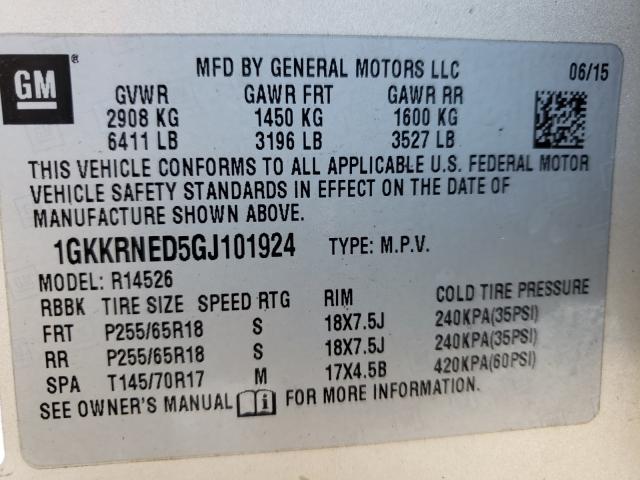 GM ®
MFD BY GENERAL MOTORS LLC 06/15
GVWR GAWR FRT GAWR RR
2908 KG 1450 KG 1600 KG
6411 LB 3196 LB 3527 LB
THIS VEHICLE CONFORMS TO ALL APPLICABLE U.S. FEDERAL MOTOR
VEHICLE SAFETY STANDARDS IN EFFECT ON THE DATE OF
MANUFACTURE SHOWN ABOVE.
1GKKRNED5GJ101924 TYPE: M.P.V.
MODEL: R14526
RBBK TIRE SIZE SPEED RTG RIM COLD TIRE PRESSURE
FRT P255/65R18 S 18X7.5J 240KPA(35PSI)
RR P255/65R18 S 18X7.5J 240KPA(35PSI)
SPA T145/70R17 M 17X4.5B 420KPA(60PSI)
SEE OWNER'S MANUAL i FOR MORE INFORMATION.